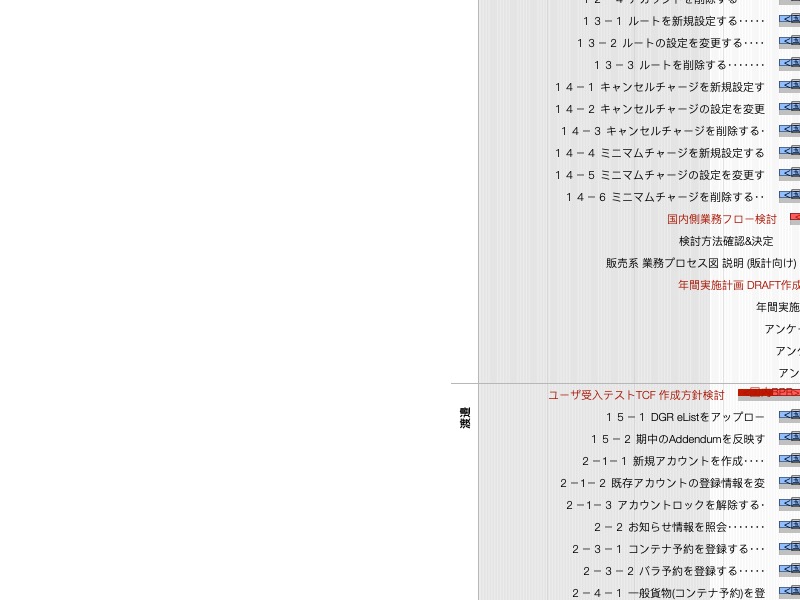 １３－１ ルートを新規設定する‥‥‥
１３－２ ルートの設定を変更する‥‥
１３－３ ルートを削除する‥‥‥‥
１４－１ キャンセルチャージを新規設定す
１４－２ キャンセルチャージの設定を変更
１４－３ キャンセルチャージを削除する･
１４－４ ミニマムチャージを新規設定する
１４－５ ミニマムチャージの設定を変更す
１４－６ ミニマムチャージを削除する‥
国内側業務フロー検討
検討方法確認&決定
販売系 業務プロセス図 説明 (販計向け)
年間実施計画 DRAFT作成
年間実施
アンケ
アンケ
アン
ユーザ受入テストTCF 作成方針検討
１５－１ DGR eListをアップロー
１５－２ 期中のAddendumを反映す
２－１－１ 新規アカウントを作成‥‥
２－１－２ 既存アカウントの登録情報を変
２－１－３ アカウントロックを解除する･
２－２ お知らせ情報を照会‥‥‥‥
２－３－１ コンテナ予約を登録する‥･
２－３－２ バラ予約を登録する‥‥･
２－４－１ 一般貨物(コンテナ予約)を登